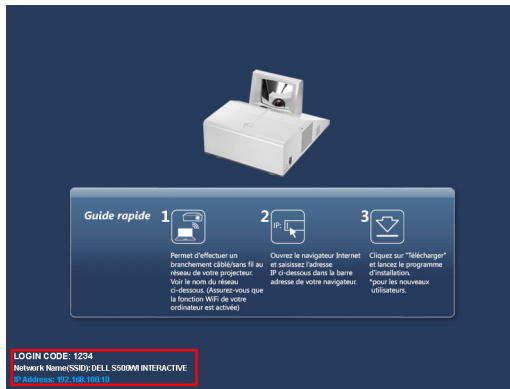 Guide rapide
1
2
3
IP:
Permet d'effectuer un
branchement câblé/sans fil au
réseau de votre projecteur.
Voir le nom du réseau
ci-dessous. (Assurez-vous que
la fonction WiFi de votre
ordinateur est activée)
Ouvrez le navigateur Internet
et saisissez l'adresse
IP ci-dessous dans la barre
adresse de votre navigateur.
Cliquez sur "Télécharger"
et lancez le programme
d'installation.
*pour les nouveaux
utilisateurs.
LOGIN CODE: 1234
Network Name(SSID): DELL S500WI INTERACTIVE
IP Address: 192.168.100.10